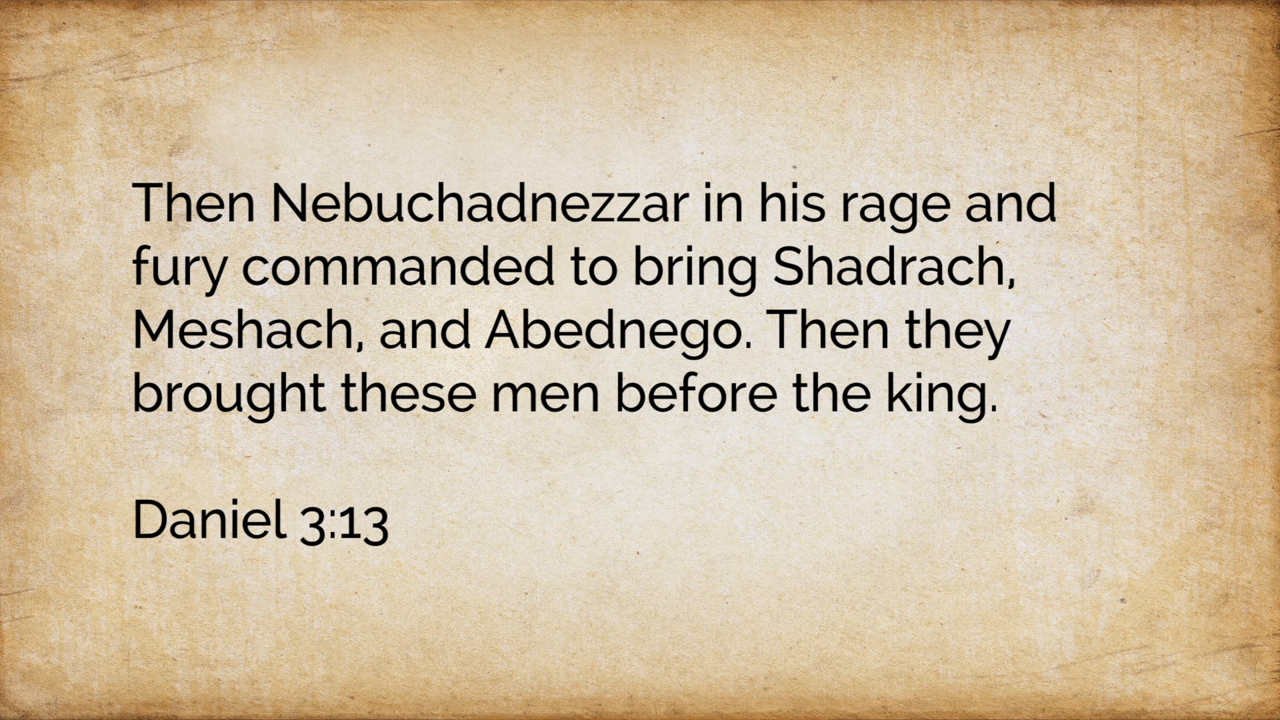 Then Nebuchadnezzar in his rage and
fury commanded to bring Shadrach,
Meshach, and Abednego. Then they
brought these men before the king.
Daniel 3:13